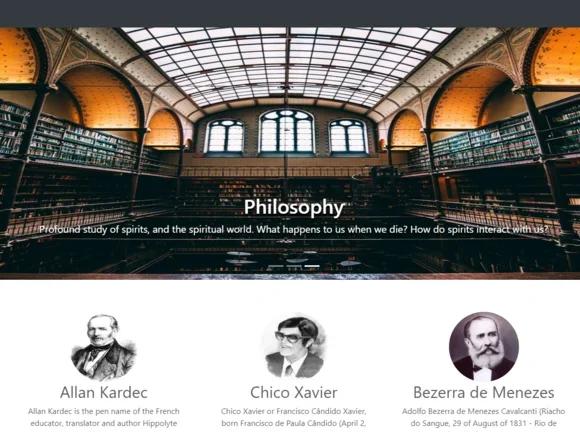 Philosophy
Profound study of spirits, and the spiritual world. What happens to us when we die? How do spirits interact with us?
Allan Kardec
Chico Xavier
Bezerra de Menezes
Allan Kardec is the pen name of the French
educator, translator and author Hippolyte
Chico Xavier or Francisco Cândido Xavier,
born Francisco de Paula Cândido (April 2,
Adolfo Bezerra de Menezes Cavalcanti (Riacho
do Sangue, 29 of August of 1831 - Rio de